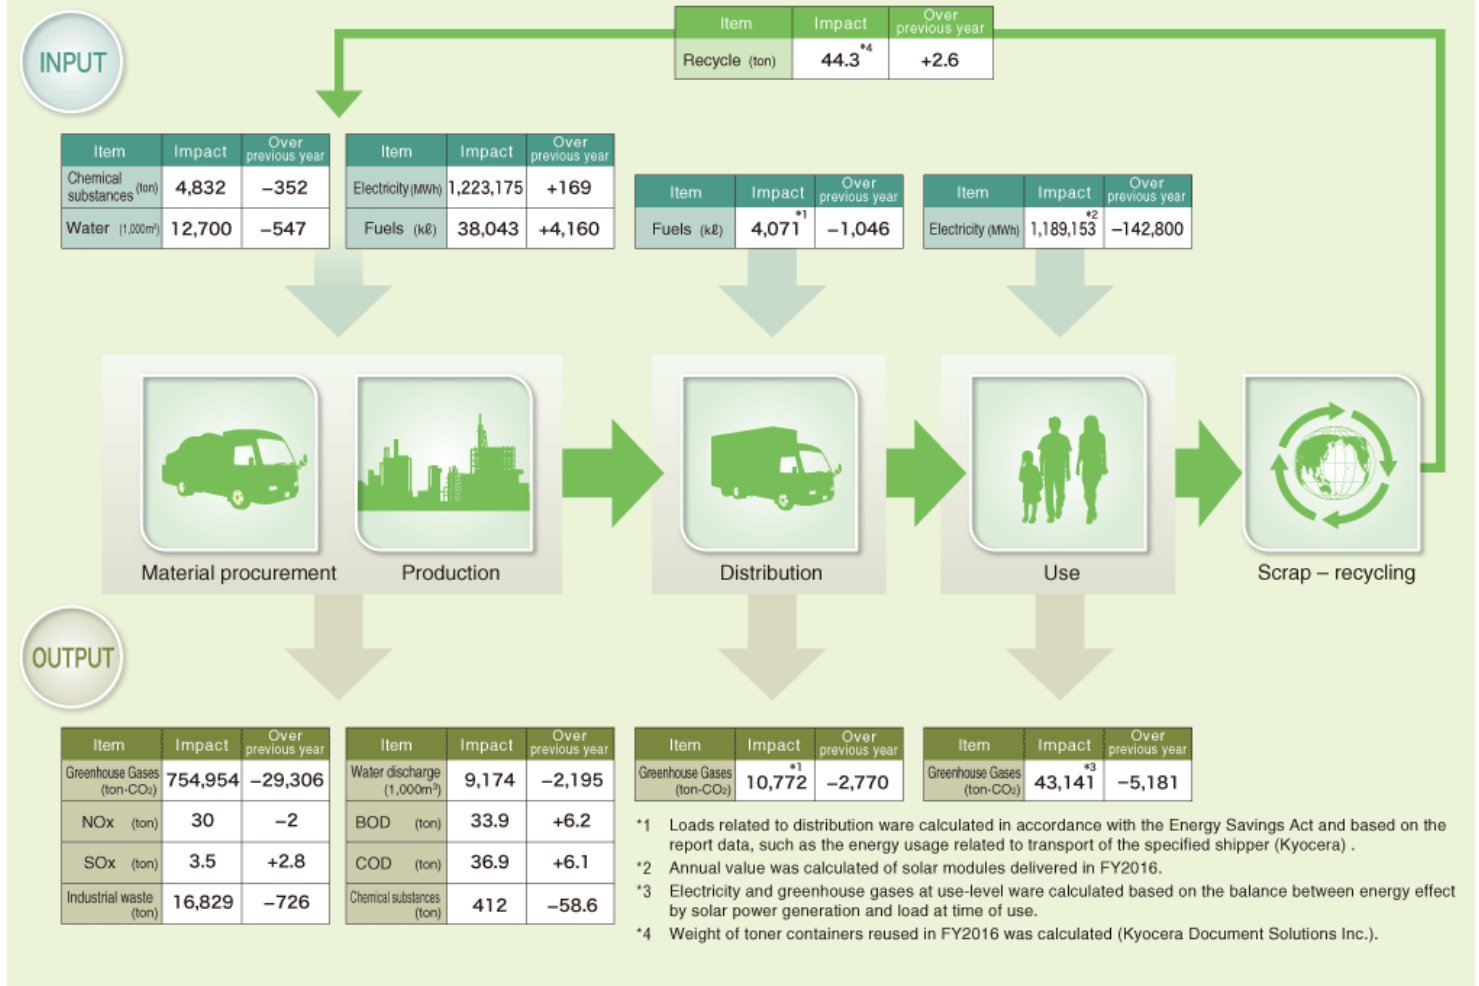 INPUT
Item Impact Over previous year
Recycle (ton) 44.3*4 +2.6
Item Impact Over previous year
Chemical substances (ton) 4,832 −352
Water (1,000m³) 12,700 −547
Item Impact Over previous year
Electricity (MWh) 1,223,175 +169
Fuels (kℓ) 38,043 +4,160
Item Impact Over previous year
Fuels (kℓ) 4,071*1 −1,046
Item Impact Over previous year
Electricity (MWh) 1,189,153*2 −142,800
Material procurement
Production
Distribution
Use
Scrap – recycling
OUTPUT
Item Impact Over previous year
Greenhouse Gases (ton-CO₂) 754,954 −29,306
NOx (ton) 30 −2
SOx (ton) 3.5 +2.8
Industrial waste (ton) 16,829 −726
Item Impact Over previous year
Water discharge (1,000m³) 9,174 −2,195
BOD (ton) 33.9 +6.2
COD (ton) 36.9 +6.1
Chemical substances (ton) 412 −58.6
Item Impact Over previous year
Greenhouse Gases (ton-CO₂) 10,772*1 −2,770
Item Impact Over previous year
Greenhouse Gases (ton-CO₂) 43,141*3 −5,181
*1 Loads related to distribution ware calculated in accordance with the Energy Savings Act and based on the
report data, such as the energy usage related to transport of the specified shipper (Kyocera) .
*2 Annual value was calculated of solar modules delivered in FY2016.
*3 Electricity and greenhouse gases at use-level ware calculated based on the balance between energy effect
by solar power generation and load at time of use.
*4 Weight of toner containers reused in FY2016 was calculated (Kyocera Document Solutions Inc.).